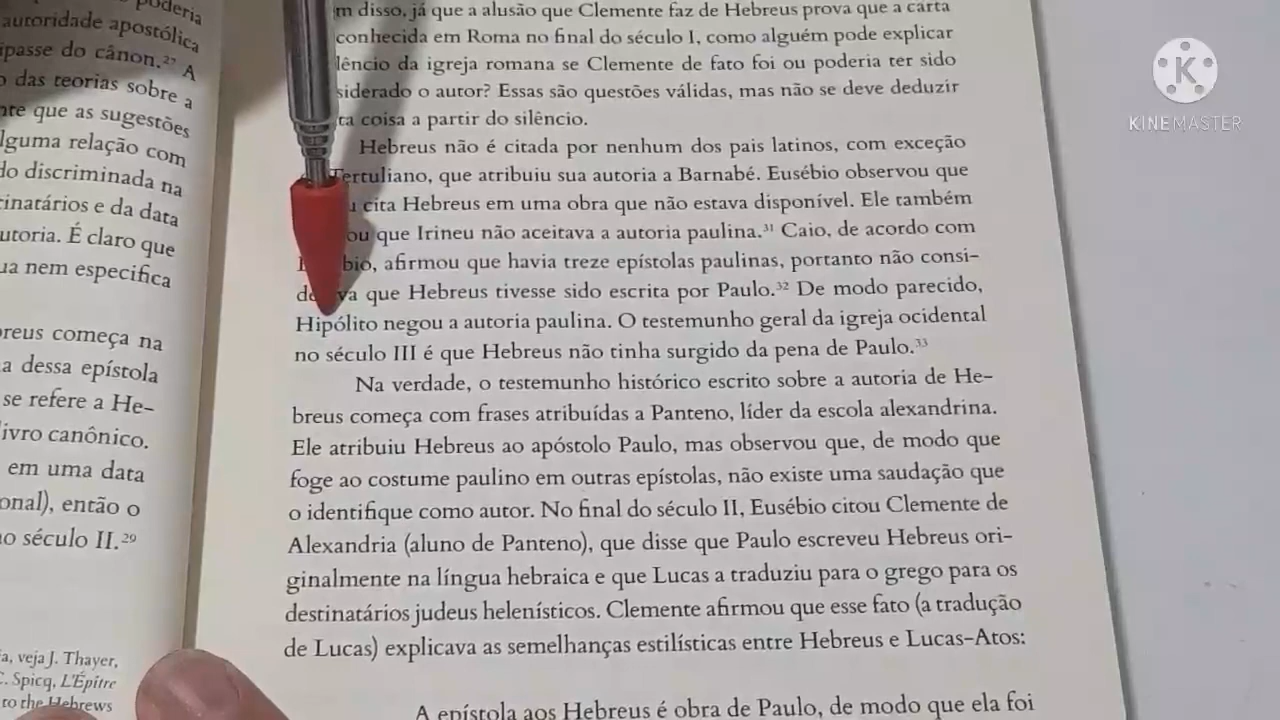 poderia
autoridade apostólica
ipasse do cânon.²⁷ A
o das teorias sobre a
nte que as sugestões
lguma relação com
do discriminada na
tinatários e da data
utoria. É claro que
ua nem especifica
breus começa na
a dessa epístola
se refere a He-
ivro canônico.
em uma data
onal), então o
no século II.²⁹
ia, veja J. Thayer,
C. Spicq, L'Épître
to the Hebrews
m disso, já que a alusão que Clemente faz de Hebreus prova que a carta
conhecida em Roma no final do século I, como alguém pode explicar
lêncio da igreja romana se Clemente de fato foi ou poderia ter sido
siderado o autor? Essas são questões válidas, mas não se deve deduzir
ta coisa a partir do silêncio.
Hebreus não é citada por nenhum dos pais latinos, com exceção
Tertuliano, que atribuiu sua autoria a Barnabé. Eusébio observou que
u cita Hebreus em uma obra que não estava disponível. Ele também
ou que Irineu não aceitava a autoria paulina.³¹ Caio, de acordo com
bio, afirmou que havia treze epístolas paulinas, portanto não consi-
va que Hebreus tivesse sido escrita por Paulo.³² De modo parecido,
Hipólito negou a autoria paulina. O testemunho geral da igreja ocidental
no século III é que Hebreus não tinha surgido da pena de Paulo.³³
Na verdade, o testemunho histórico escrito sobre a autoria de He-
breus começa com frases atribuídas a Panteno, líder da escola alexandrina.
Ele atribuiu Hebreus ao apóstolo Paulo, mas observou que, de modo que
foge ao costume paulino em outras epístolas, não existe uma saudação que
o identifique como autor. No final do século II, Eusébio citou Clemente de
Alexandria (aluno de Panteno), que disse que Paulo escreveu Hebreus ori-
ginalmente na língua hebraica e que Lucas a traduziu para o grego para os
destinatários judeus helenísticos. Clemente afirmou que esse fato (a tradução
de Lucas) explicava as semelhanças estilísticas entre Hebreus e Lucas-Atos:
A epístola aos Hebreus é obra de Paulo, de modo que ela foi
K
KINEMASTER